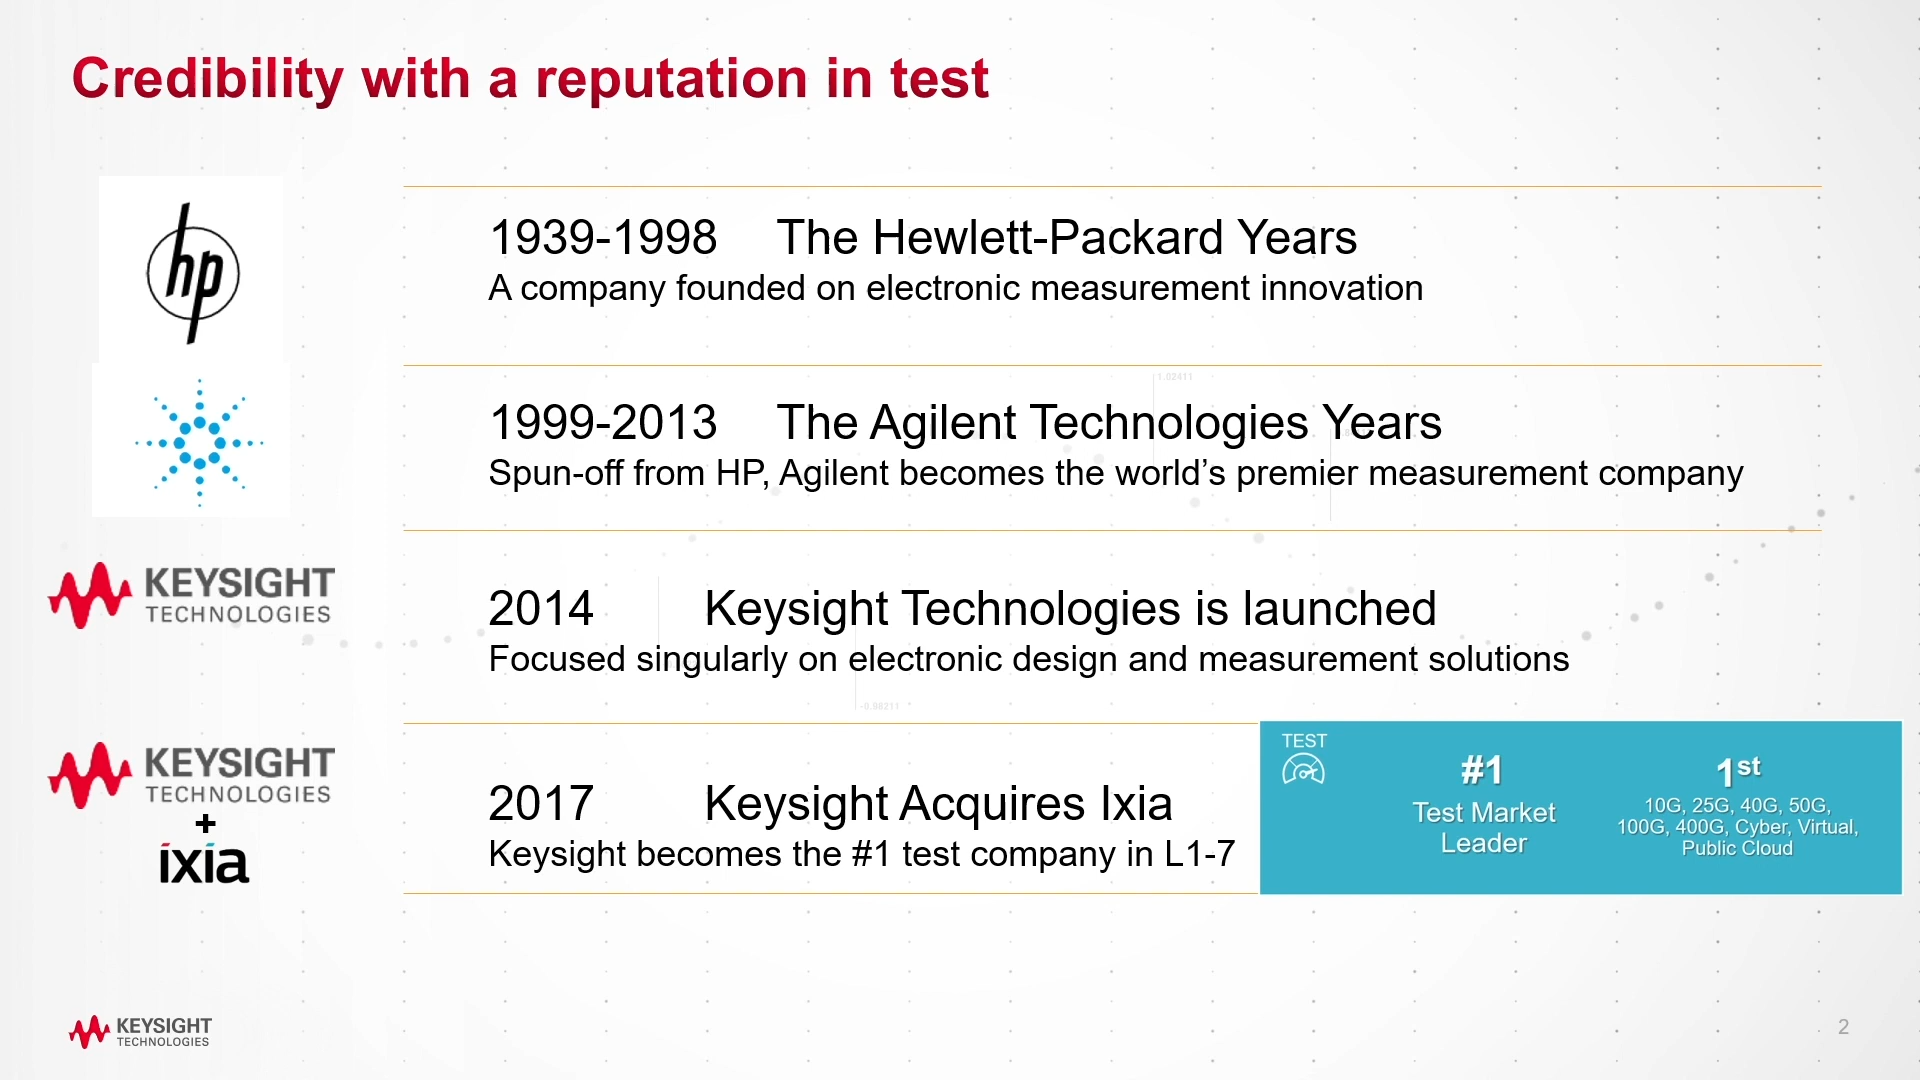 Credibility with a reputation in test
hp
1939-1998 The Hewlett-Packard Years
A company founded on electronic measurement innovation
1.02411
1999-2013 The Agilent Technologies Years
Spun-off from HP, Agilent becomes the world’s premier measurement company
KEYSIGHT
TECHNOLOGIES
2014 Keysight Technologies is launched
Focused singularly on electronic design and measurement solutions
-0.98211
KEYSIGHT
TECHNOLOGIES
+
ixia
2017 Keysight Acquires Ixia
Keysight becomes the #1 test company in L1-7
TEST
#1
Test Market
Leader
1st
10G, 25G, 40G, 50G,
100G, 400G, Cyber, Virtual,
Public Cloud
KEYSIGHT
TECHNOLOGIES
2